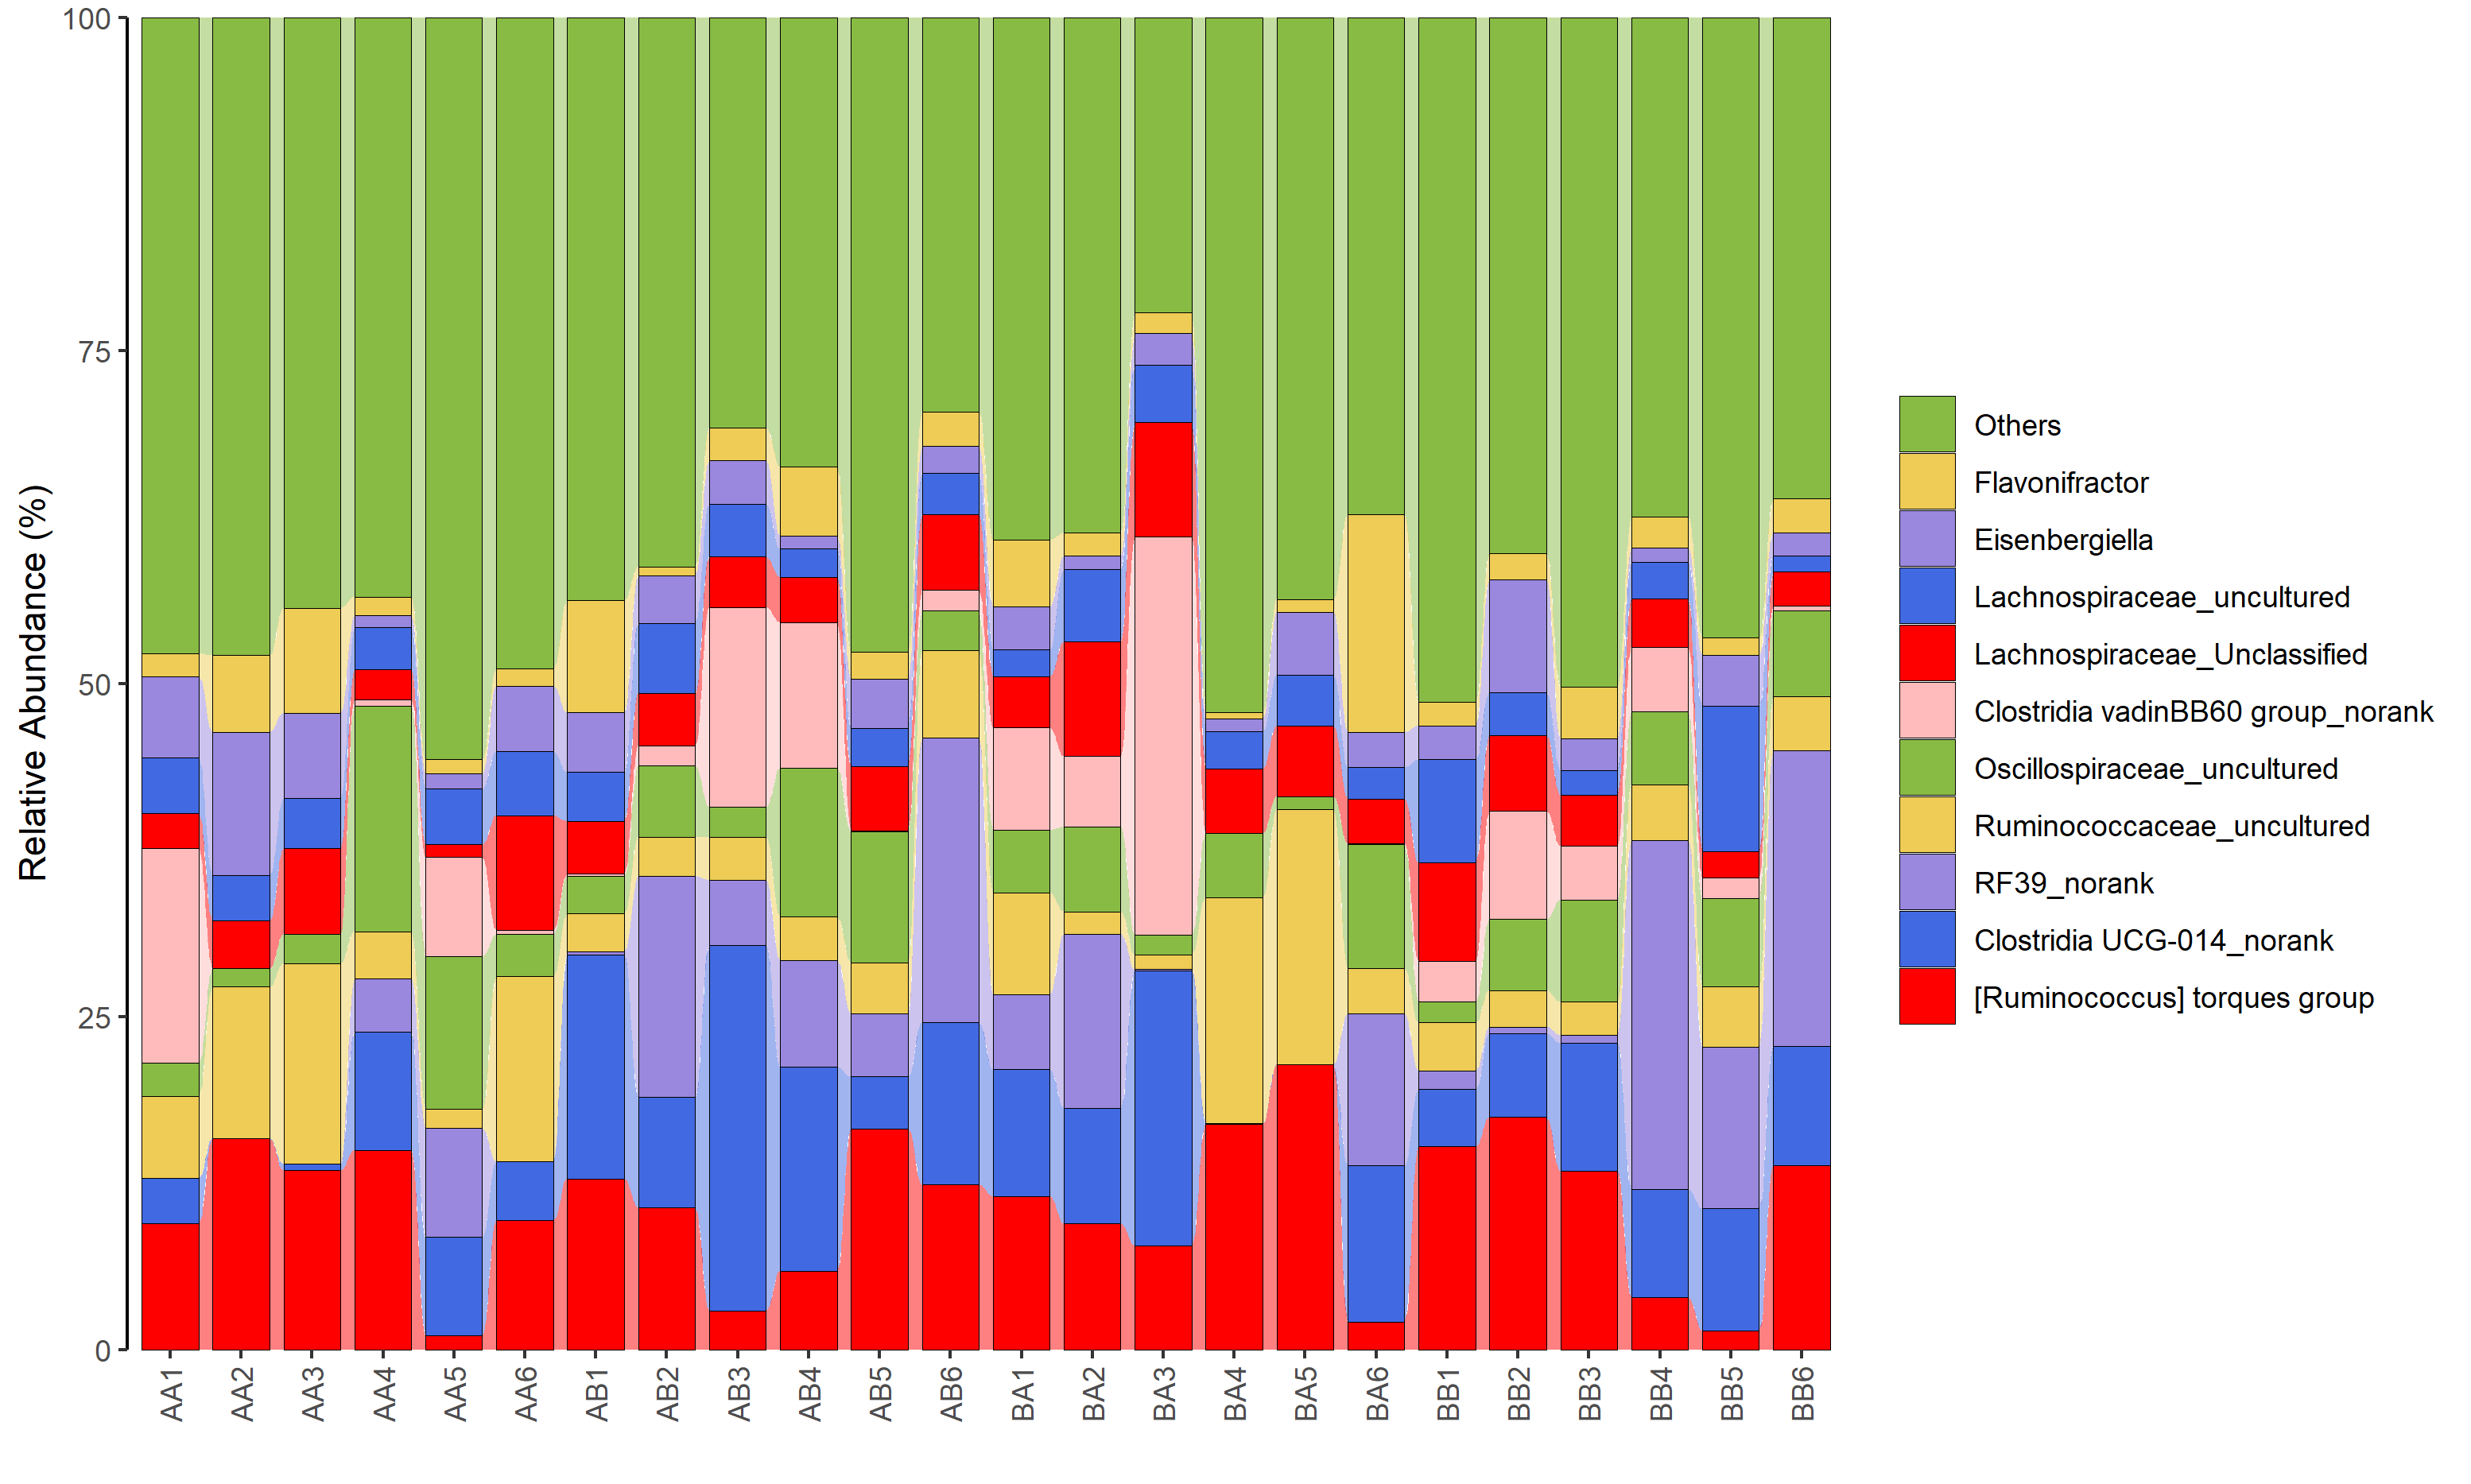 Relative Abundance (%)
100
75
50
25
0
AA1
AA2
AA3
AA4
AA5
AA6
AB1
AB2
AB3
AB4
AB5
AB6
BA1
BA2
BA3
BA4
BA5
BA6
BB1
BB2
BB3
BB4
BB5
BB6
Others
Flavonifractor
Eisenbergiella
Lachnospiraceae_uncultured
Lachnospiraceae_Unclassified
Clostridia vadinBB60 group_norank
Oscillospiraceae_uncultured
Ruminococcaceae_uncultured
RF39_norank
Clostridia UCG-014_norank
[Ruminococcus] torques group